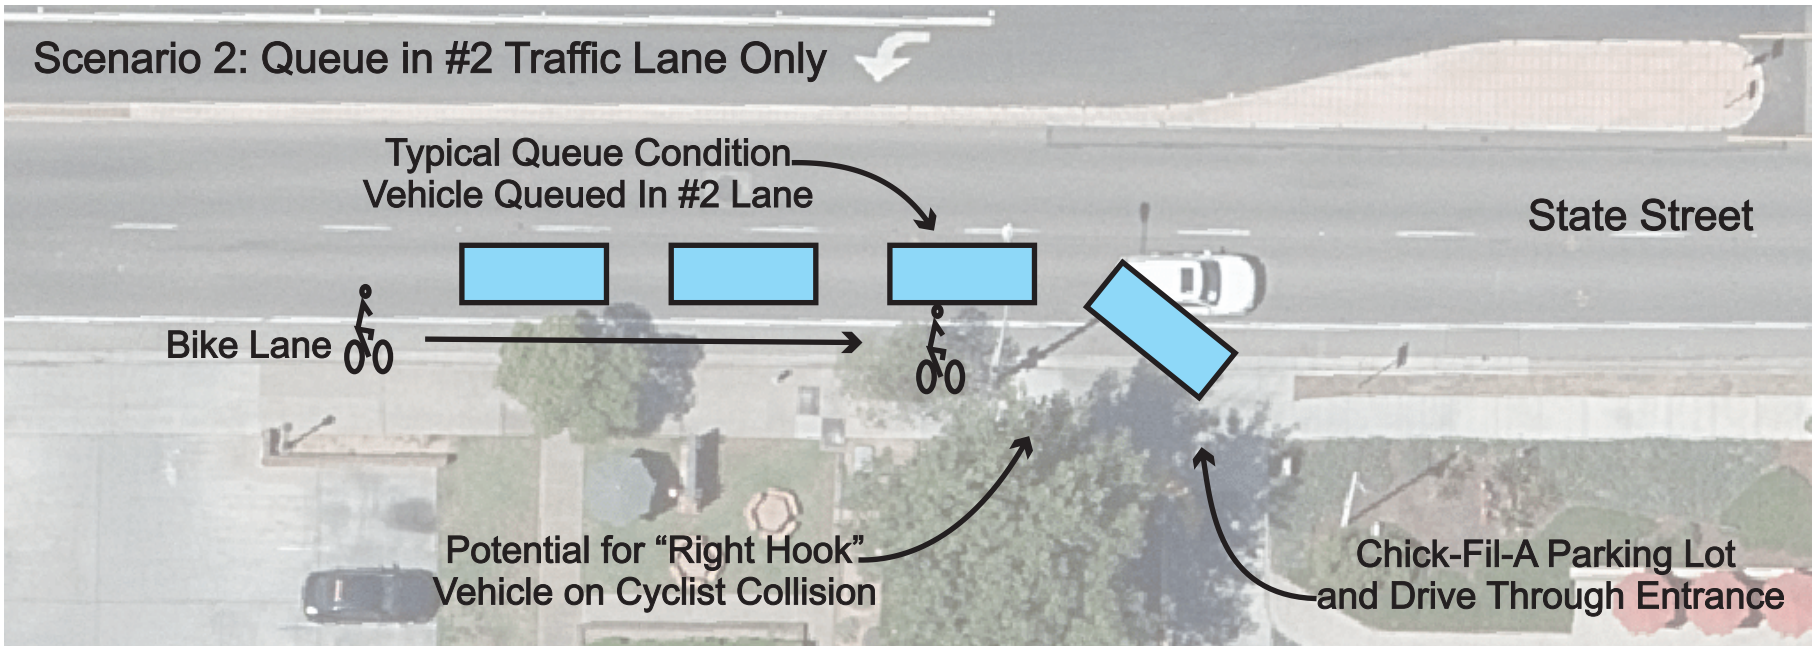 Scenario 2: Queue in #2 Traffic Lane Only
Typical Queue Condition
Vehicle Queued In #2 Lane
State Street
Bike Lane
Potential for “Right Hook”
Vehicle on Cyclist Collision
Chick-Fil-A Parking Lot
and Drive Through Entrance